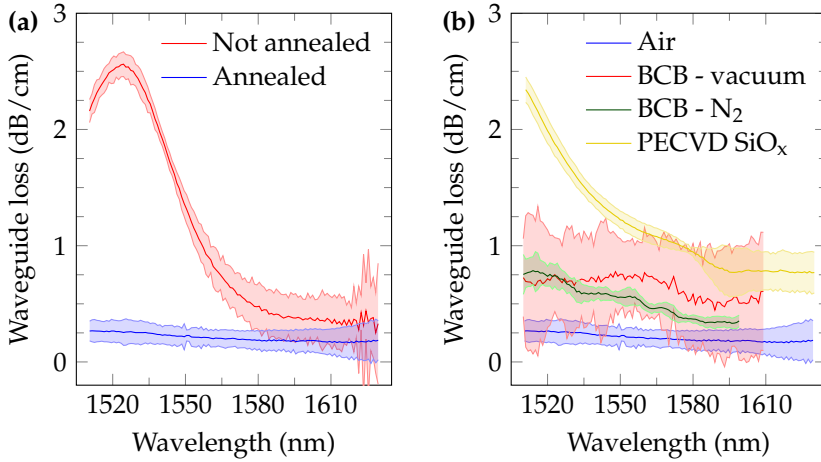 (a)
Waveguide loss (dB/cm)
3
2
1
0
Not annealed
Annealed
1520 1550 1580 1610
Wavelength (nm)
(b)
Waveguide loss (dB/cm)
3
2
1
0
Air
BCB - vacuum
BCB - N₂
PECVD SiOₓ
1520 1550 1580 1610
Wavelength (nm)